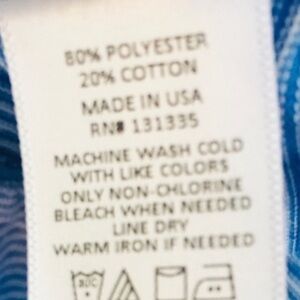 80% POLYESTER
20% COTTON
MADE IN USA
RN# 131335
MACHINE WASH COLD
WITH LIKE COLORS
ONLY NON-CHLORINE
BLEACH WHEN NEEDED
LINE DRY
WARM IRON IF NEEDED
30C